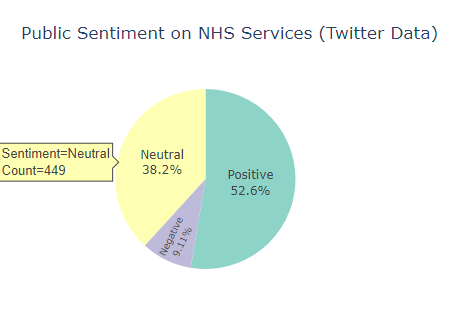 Public Sentiment on NHS Services (Twitter Data)
Sentiment=Neutral
Count=449
Neutral
38.2%
Positive
52.6%
Negative
9.11%